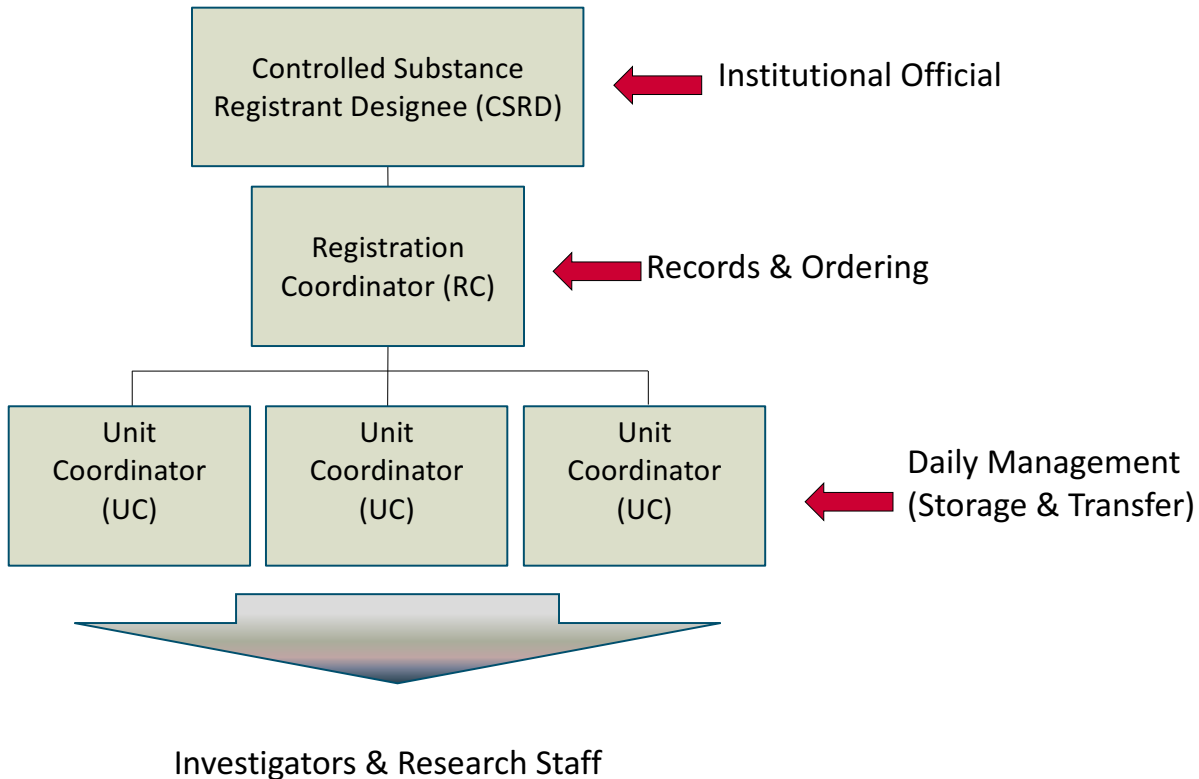 Controlled Substance
Registrant Designee (CSRD)
Institutional Official
Registration
Coordinator (RC)
Records & Ordering
Unit
Coordinator
(UC)
Unit
Coordinator
(UC)
Unit
Coordinator
(UC)
Daily Management
(Storage & Transfer)
Investigators & Research Staff